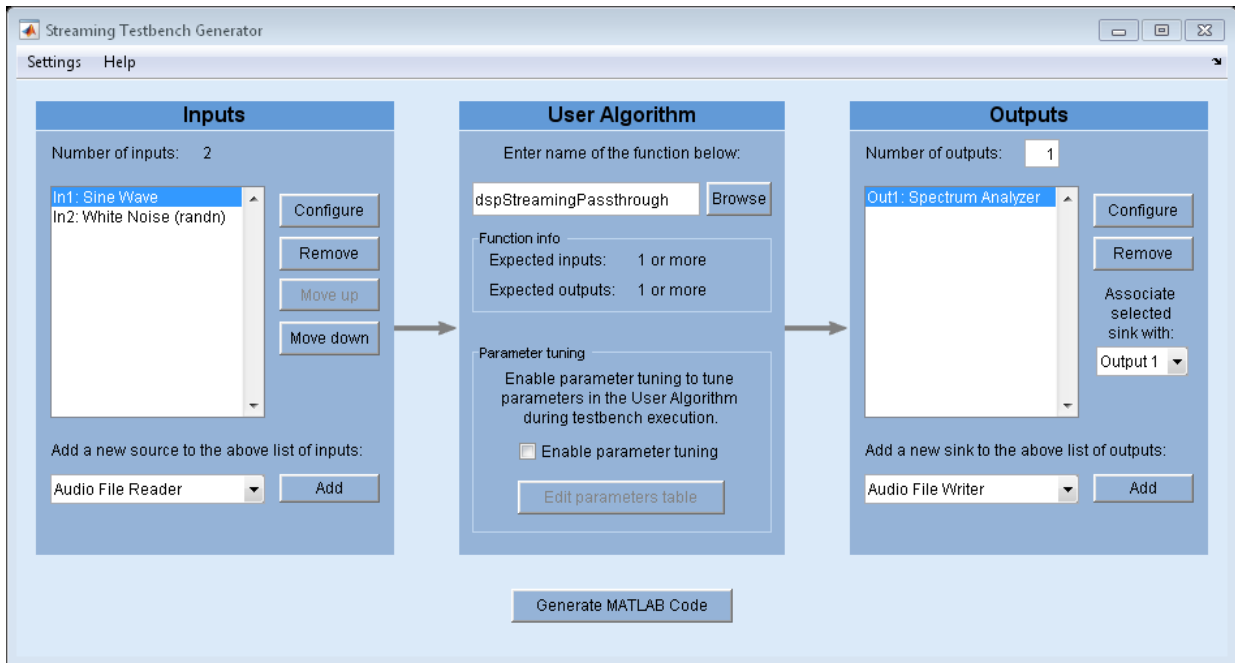 Streaming Testbench Generator
Settings Help
Inputs
Number of inputs: 2
In1: Sine Wave
In2: White Noise (randn)
Configure
Remove
Move up
Move down
Add a new source to the above list of inputs:
Audio File Reader
Add
User Algorithm
Enter name of the function below:
dspStreamingPassthrough
Browse
Function info
Expected inputs: 1 or more
Expected outputs: 1 or more
Parameter tuning
Enable parameter tuning to tune
parameters in the User Algorithm
during testbench execution.
Enable parameter tuning
Edit parameters table
Generate MATLAB Code
Outputs
Number of outputs: 1
Out1: Spectrum Analyzer
Configure
Remove
Associate
selected
sink with:
Output 1
Add a new sink to the above list of outputs:
Audio File Writer
Add